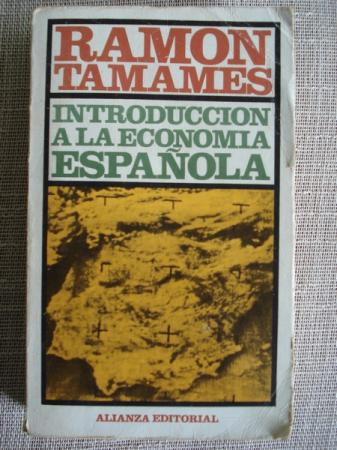 RAMON
TAMAMES
INTRODUCCION
A LA ECONOMIA
ESPAÑOLA
ALIANZA EDITORIAL